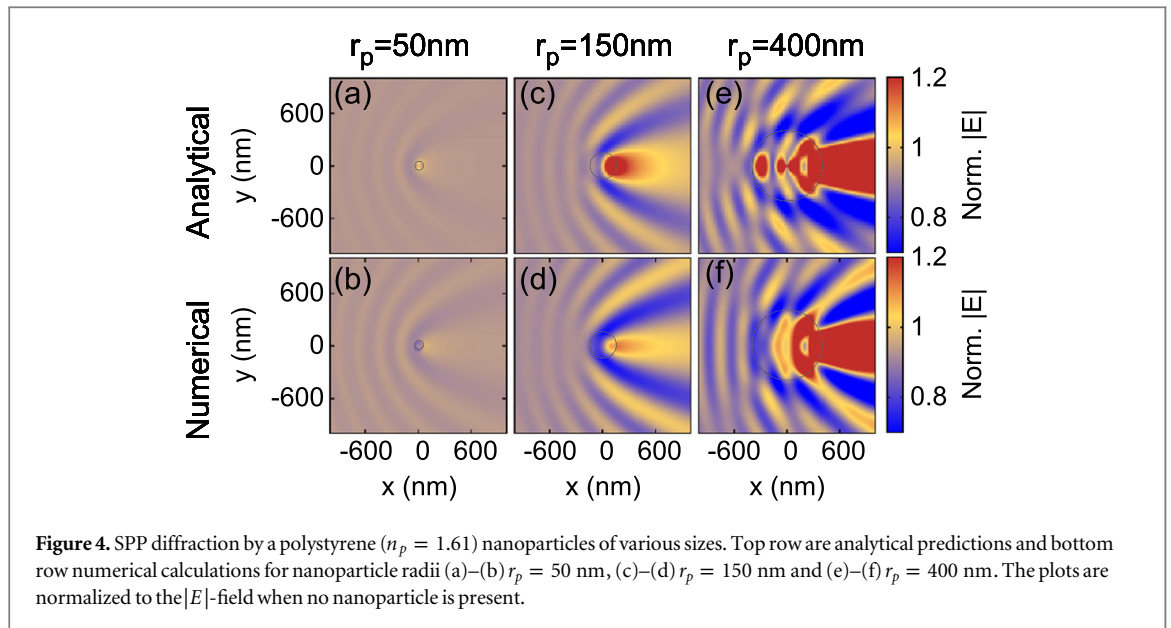 r_p=50nm r_p=150nm r_p=400nm
Analytical
y (nm)
600
0
-600
(a)
(c)
(e)
1.2
1
0.8
Norm. |E|
Numerical
y (nm)
600
0
-600
(b)
(d)
(f)
1.2
1
0.8
Norm. |E|
-600 0 600 -600 0 600 -600 0 600
x (nm) x (nm) x (nm)
Figure 4. SPP diffraction by a polystyrene (n_p = 1.61) nanoparticles of various sizes. Top row are analytical predictions and bottom
row numerical calculations for nanoparticle radii (a)–(b) r_p = 50 nm, (c)–(d) r_p = 150 nm and (e)–(f) r_p = 400 nm. The plots are
normalized to the |E|-field when no nanoparticle is present.